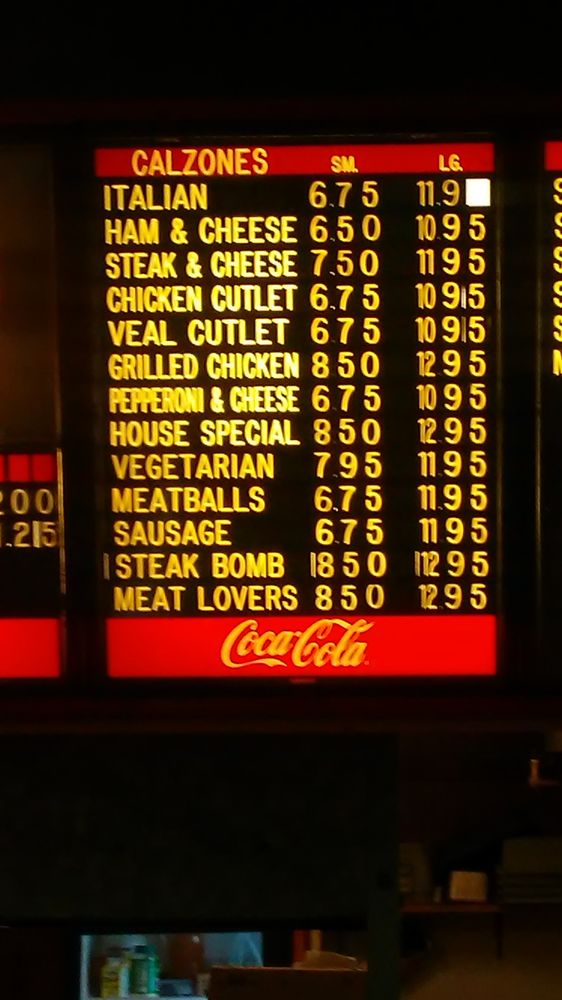 CALZONES SM. LG.
ITALIAN 6.75 11.9
HAM & CHEESE 6.50 10.95
STEAK & CHEESE 7.50 11.95
CHICKEN CUTLET 6.75 10.95
VEAL CUTLET 6.75 10.95
GRILLED CHICKEN 8.50 12.95
PEPPERONI & CHEESE 6.75 10.95
HOUSE SPECIAL 8.50 12.95
VEGETARIAN 7.95 11.95
MEATBALLS 6.75 11.95
SAUSAGE 6.75 11.95
STEAK BOMB 8.50 12.95
MEAT LOVERS 8.50 12.95
Coca-Cola